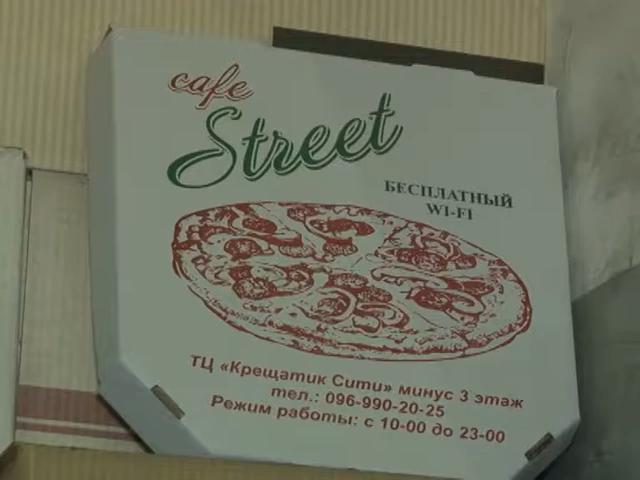 cafe
Street
БЕСПЛАТНЫЙ
WI-FI
ТЦ «Крещатик Сити» минус 3 этаж
тел.: 096-990-20-25
Режим работы: с 10-00 до 23-00